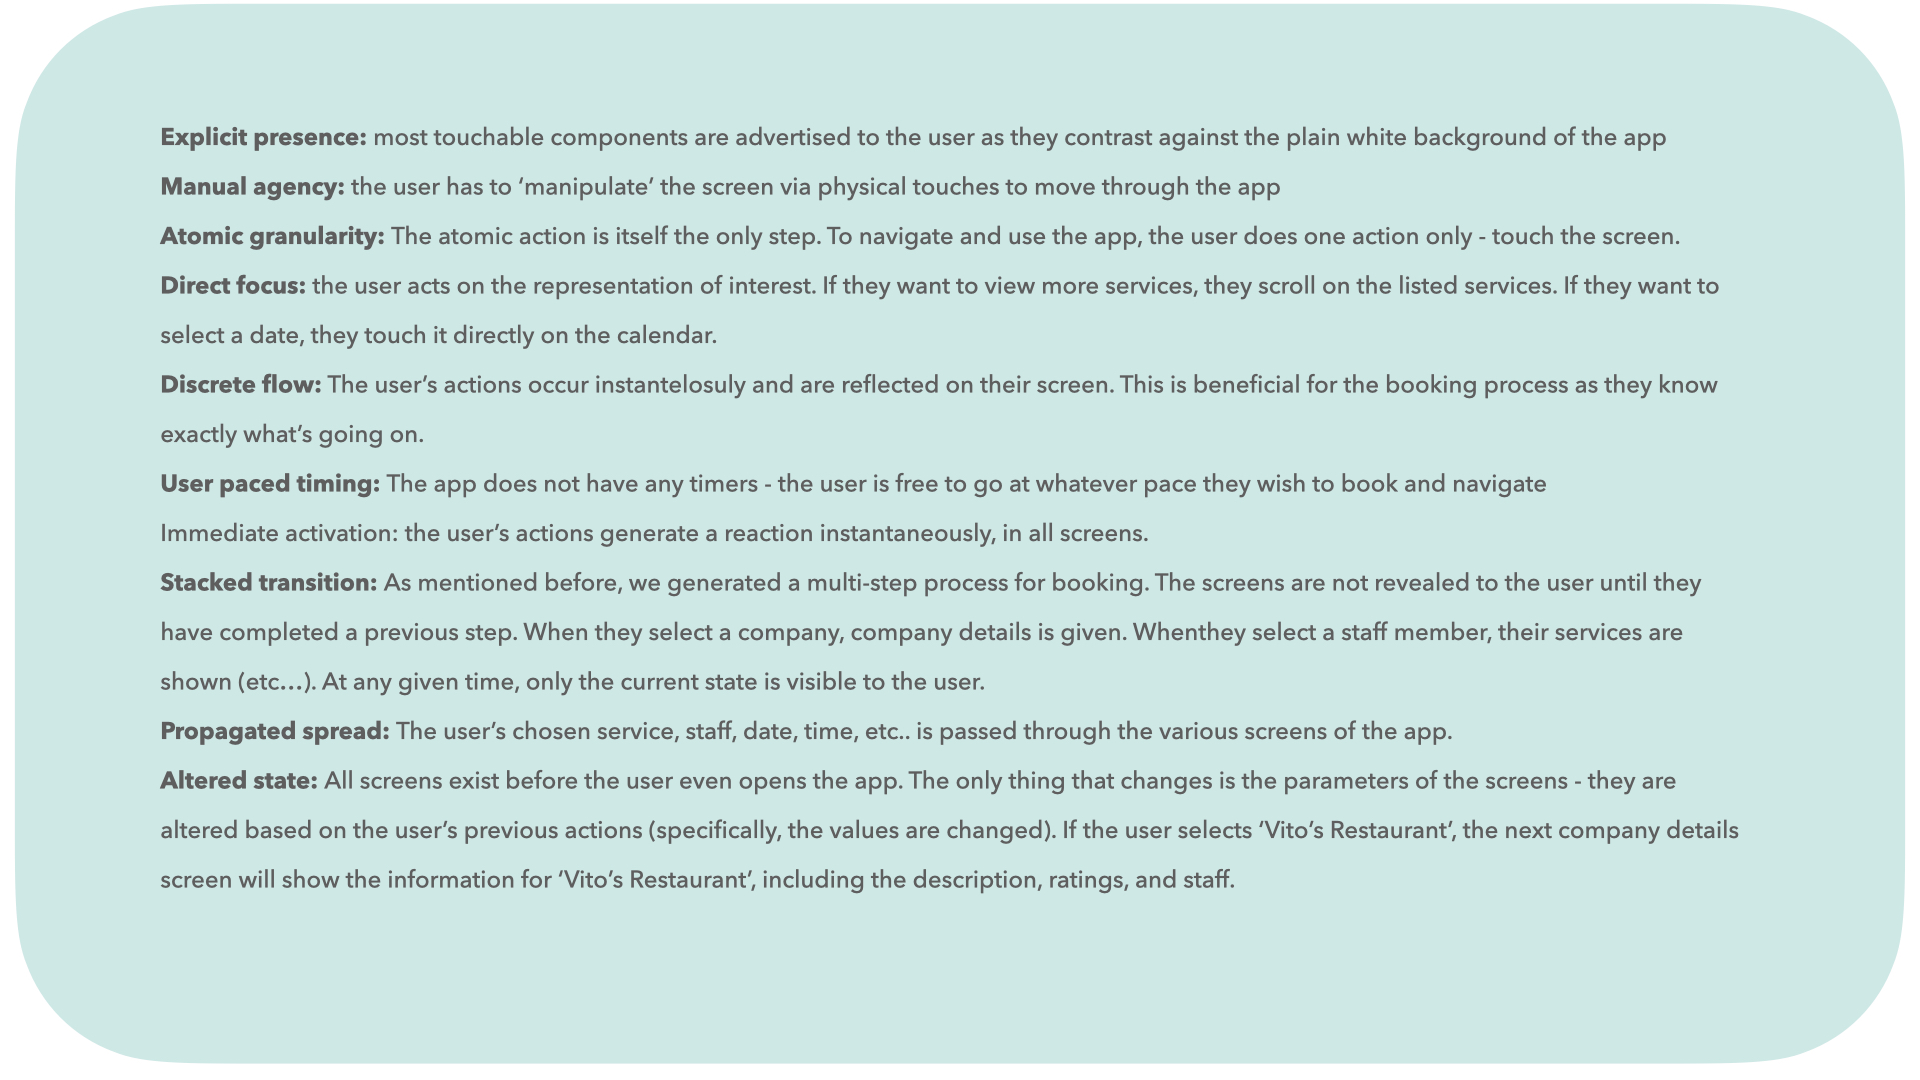 Explicit presence: most touchable components are advertised to the user as they contrast against the plain white background of the app
Manual agency: the user has to ‘manipulate’ the screen via physical touches to move through the app
Atomic granularity: The atomic action is itself the only step. To navigate and use the app, the user does one action only - touch the screen.
Direct focus: the user acts on the representation of interest. If they want to view more services, they scroll on the listed services. If they want to
select a date, they touch it directly on the calendar.
Discrete flow: The user’s actions occur instantelosuly and are reflected on their screen. This is beneficial for the booking process as they know
exactly what’s going on.
User paced timing: The app does not have any timers - the user is free to go at whatever pace they wish to book and navigate
Immediate activation: the user’s actions generate a reaction instantaneously, in all screens.
Stacked transition: As mentioned before, we generated a multi-step process for booking. The screens are not revealed to the user until they
have completed a previous step. When they select a company, company details is given. Whenthey select a staff member, their services are
shown (etc…). At any given time, only the current state is visible to the user.
Propagated spread: The user’s chosen service, staff, date, time, etc.. is passed through the various screens of the app.
Altered state: All screens exist before the user even opens the app. The only thing that changes is the parameters of the screens - they are
altered based on the user’s previous actions (specifically, the values are changed). If the user selects ‘Vito’s Restaurant’, the next company details
screen will show the information for ‘Vito’s Restaurant’, including the description, ratings, and staff.